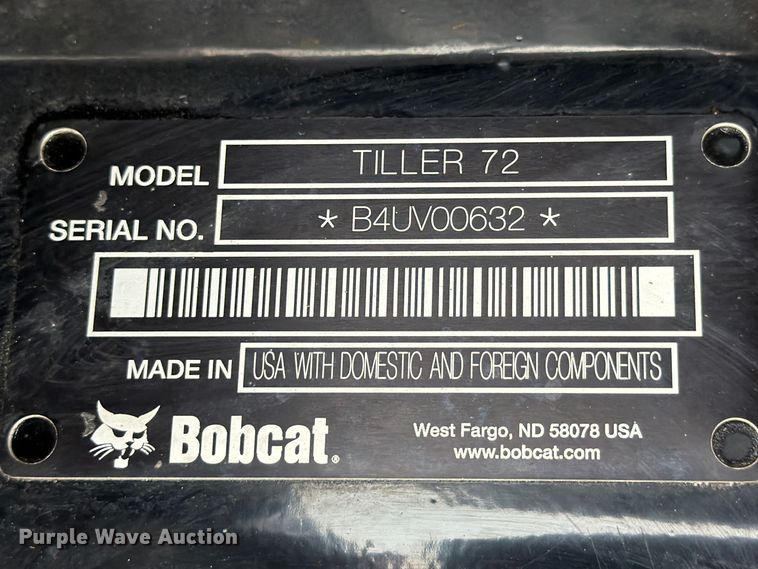 MODEL TILLER 72
SERIAL NO. * B4UV00632 *
MADE IN USA WITH DOMESTIC AND FOREIGN COMPONENTS
Bobcat.
West Fargo, ND 58078 USA
www.bobcat.com
Purple Wave Auction